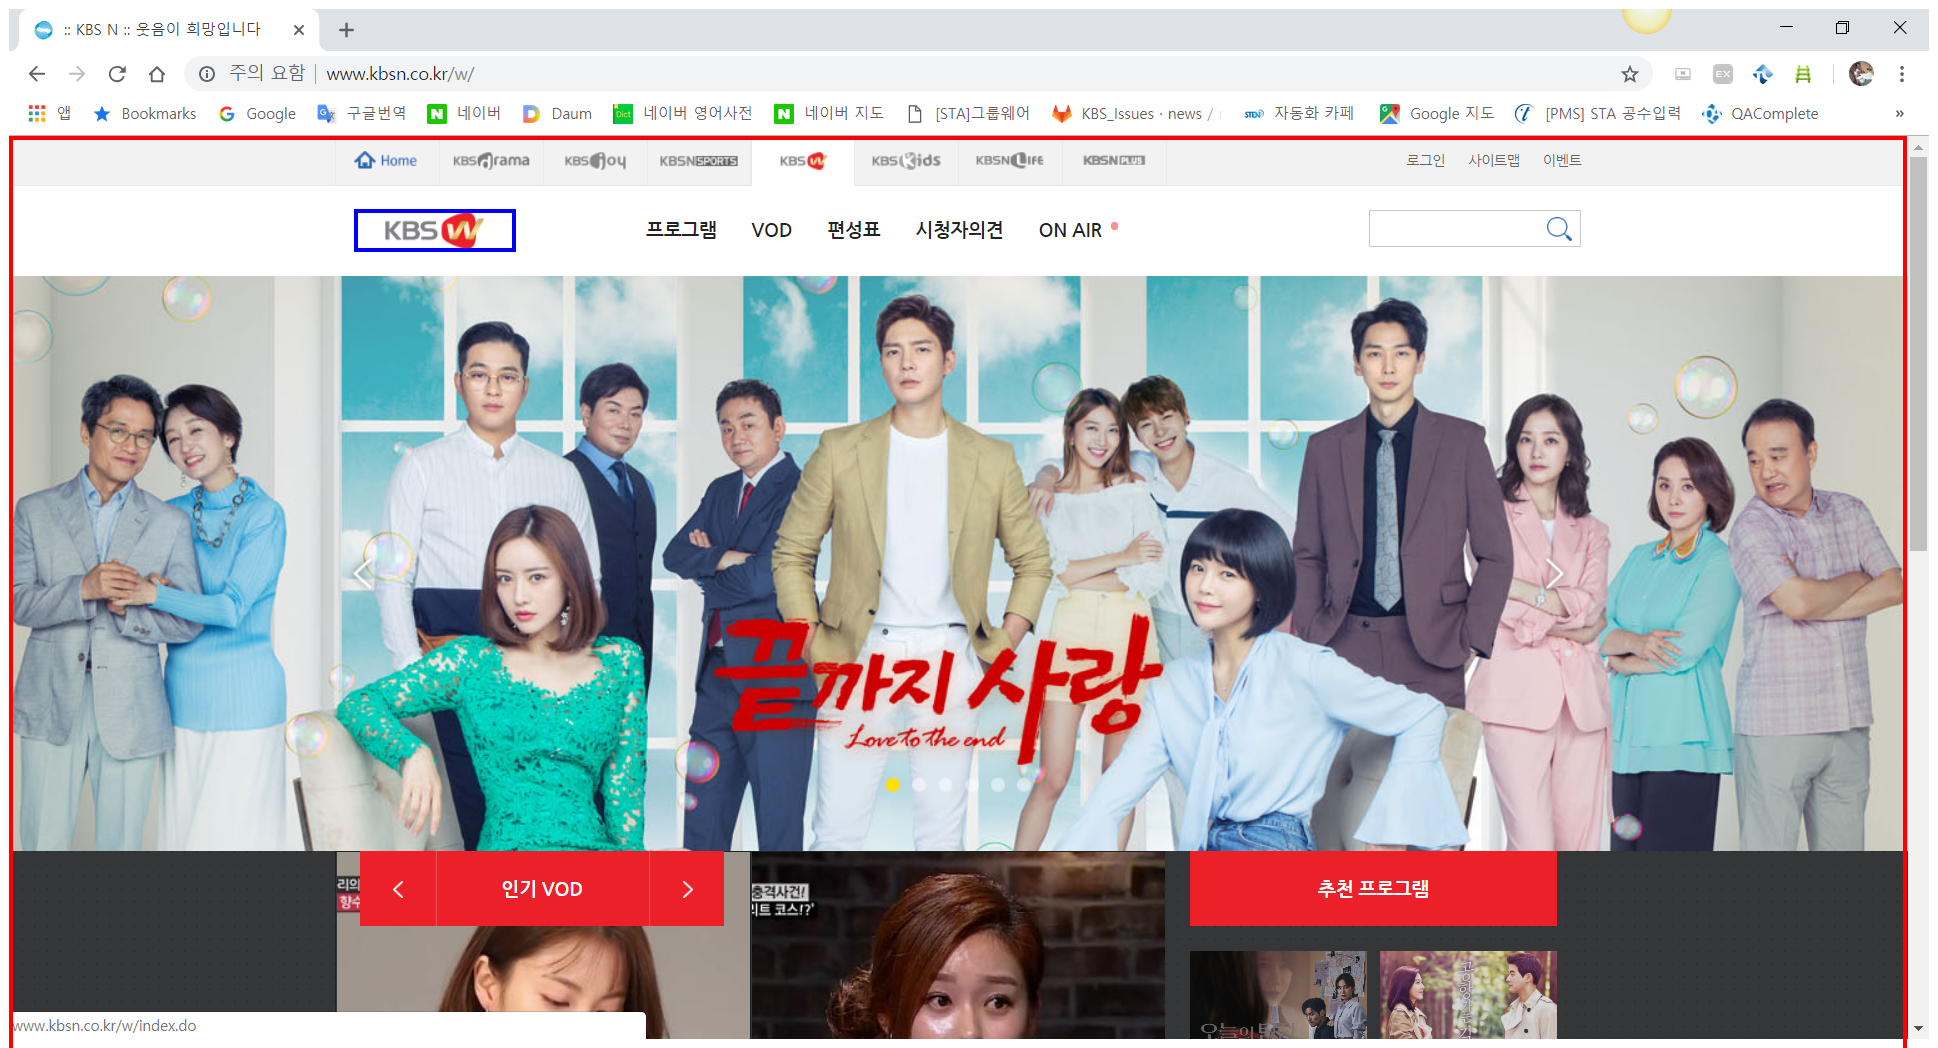 :: KBS N :: 웃음이 희망입니다
주의 요함 | www.kbsn.co.kr/w/
앱 Bookmarks Google 구글번역 네이버 Daum 네이버 영어사전 네이버 지도 [STA]그룹웨어 KBS_Issues · news / 자동화 카페 Google 지도 [PMS] STA 공수입력 QAComplete »
Home KBS drama KBS joy KBSN SPORTS KBS W KBS Kids KBSN LIFE KBSN PLUS 로그인 사이트맵 이벤트
KBS W 프로그램 VOD 편성표 시청자의견 ON AIR
끝까지 사랑
Love to the end
인기 VOD
추천 프로그램
리의
향수
충격사건!
리트 코스!?'
www.kbsn.co.kr/w/index.do